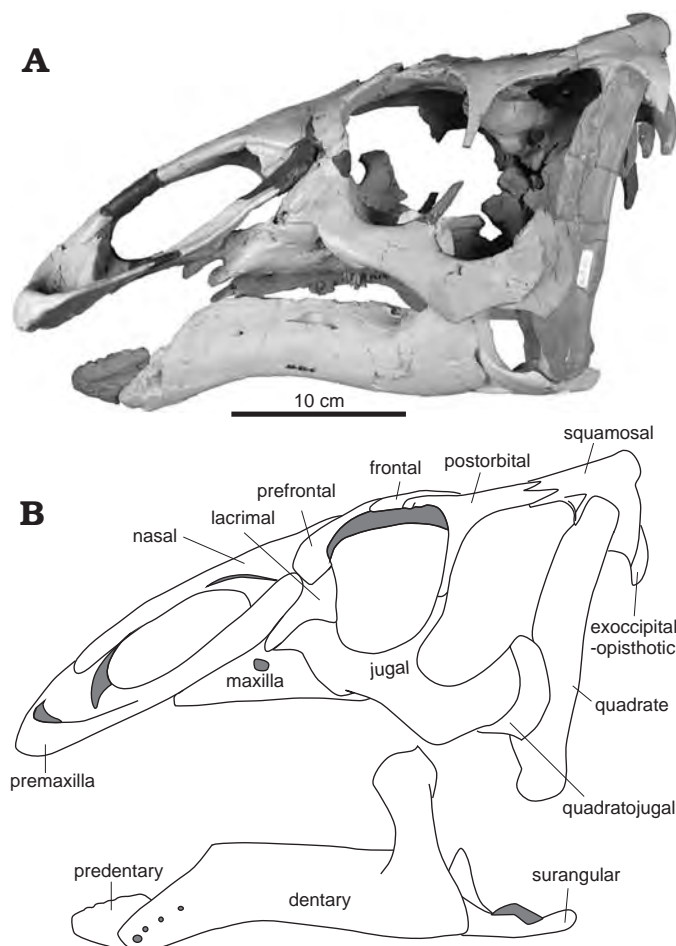 A
10 cm
B
squamosal
postorbital
frontal
prefrontal
lacrimal
nasal
exoccipital
-opisthotic
jugal
maxilla
quadrate
premaxilla
quadratojugal
predentary
dentary
surangular